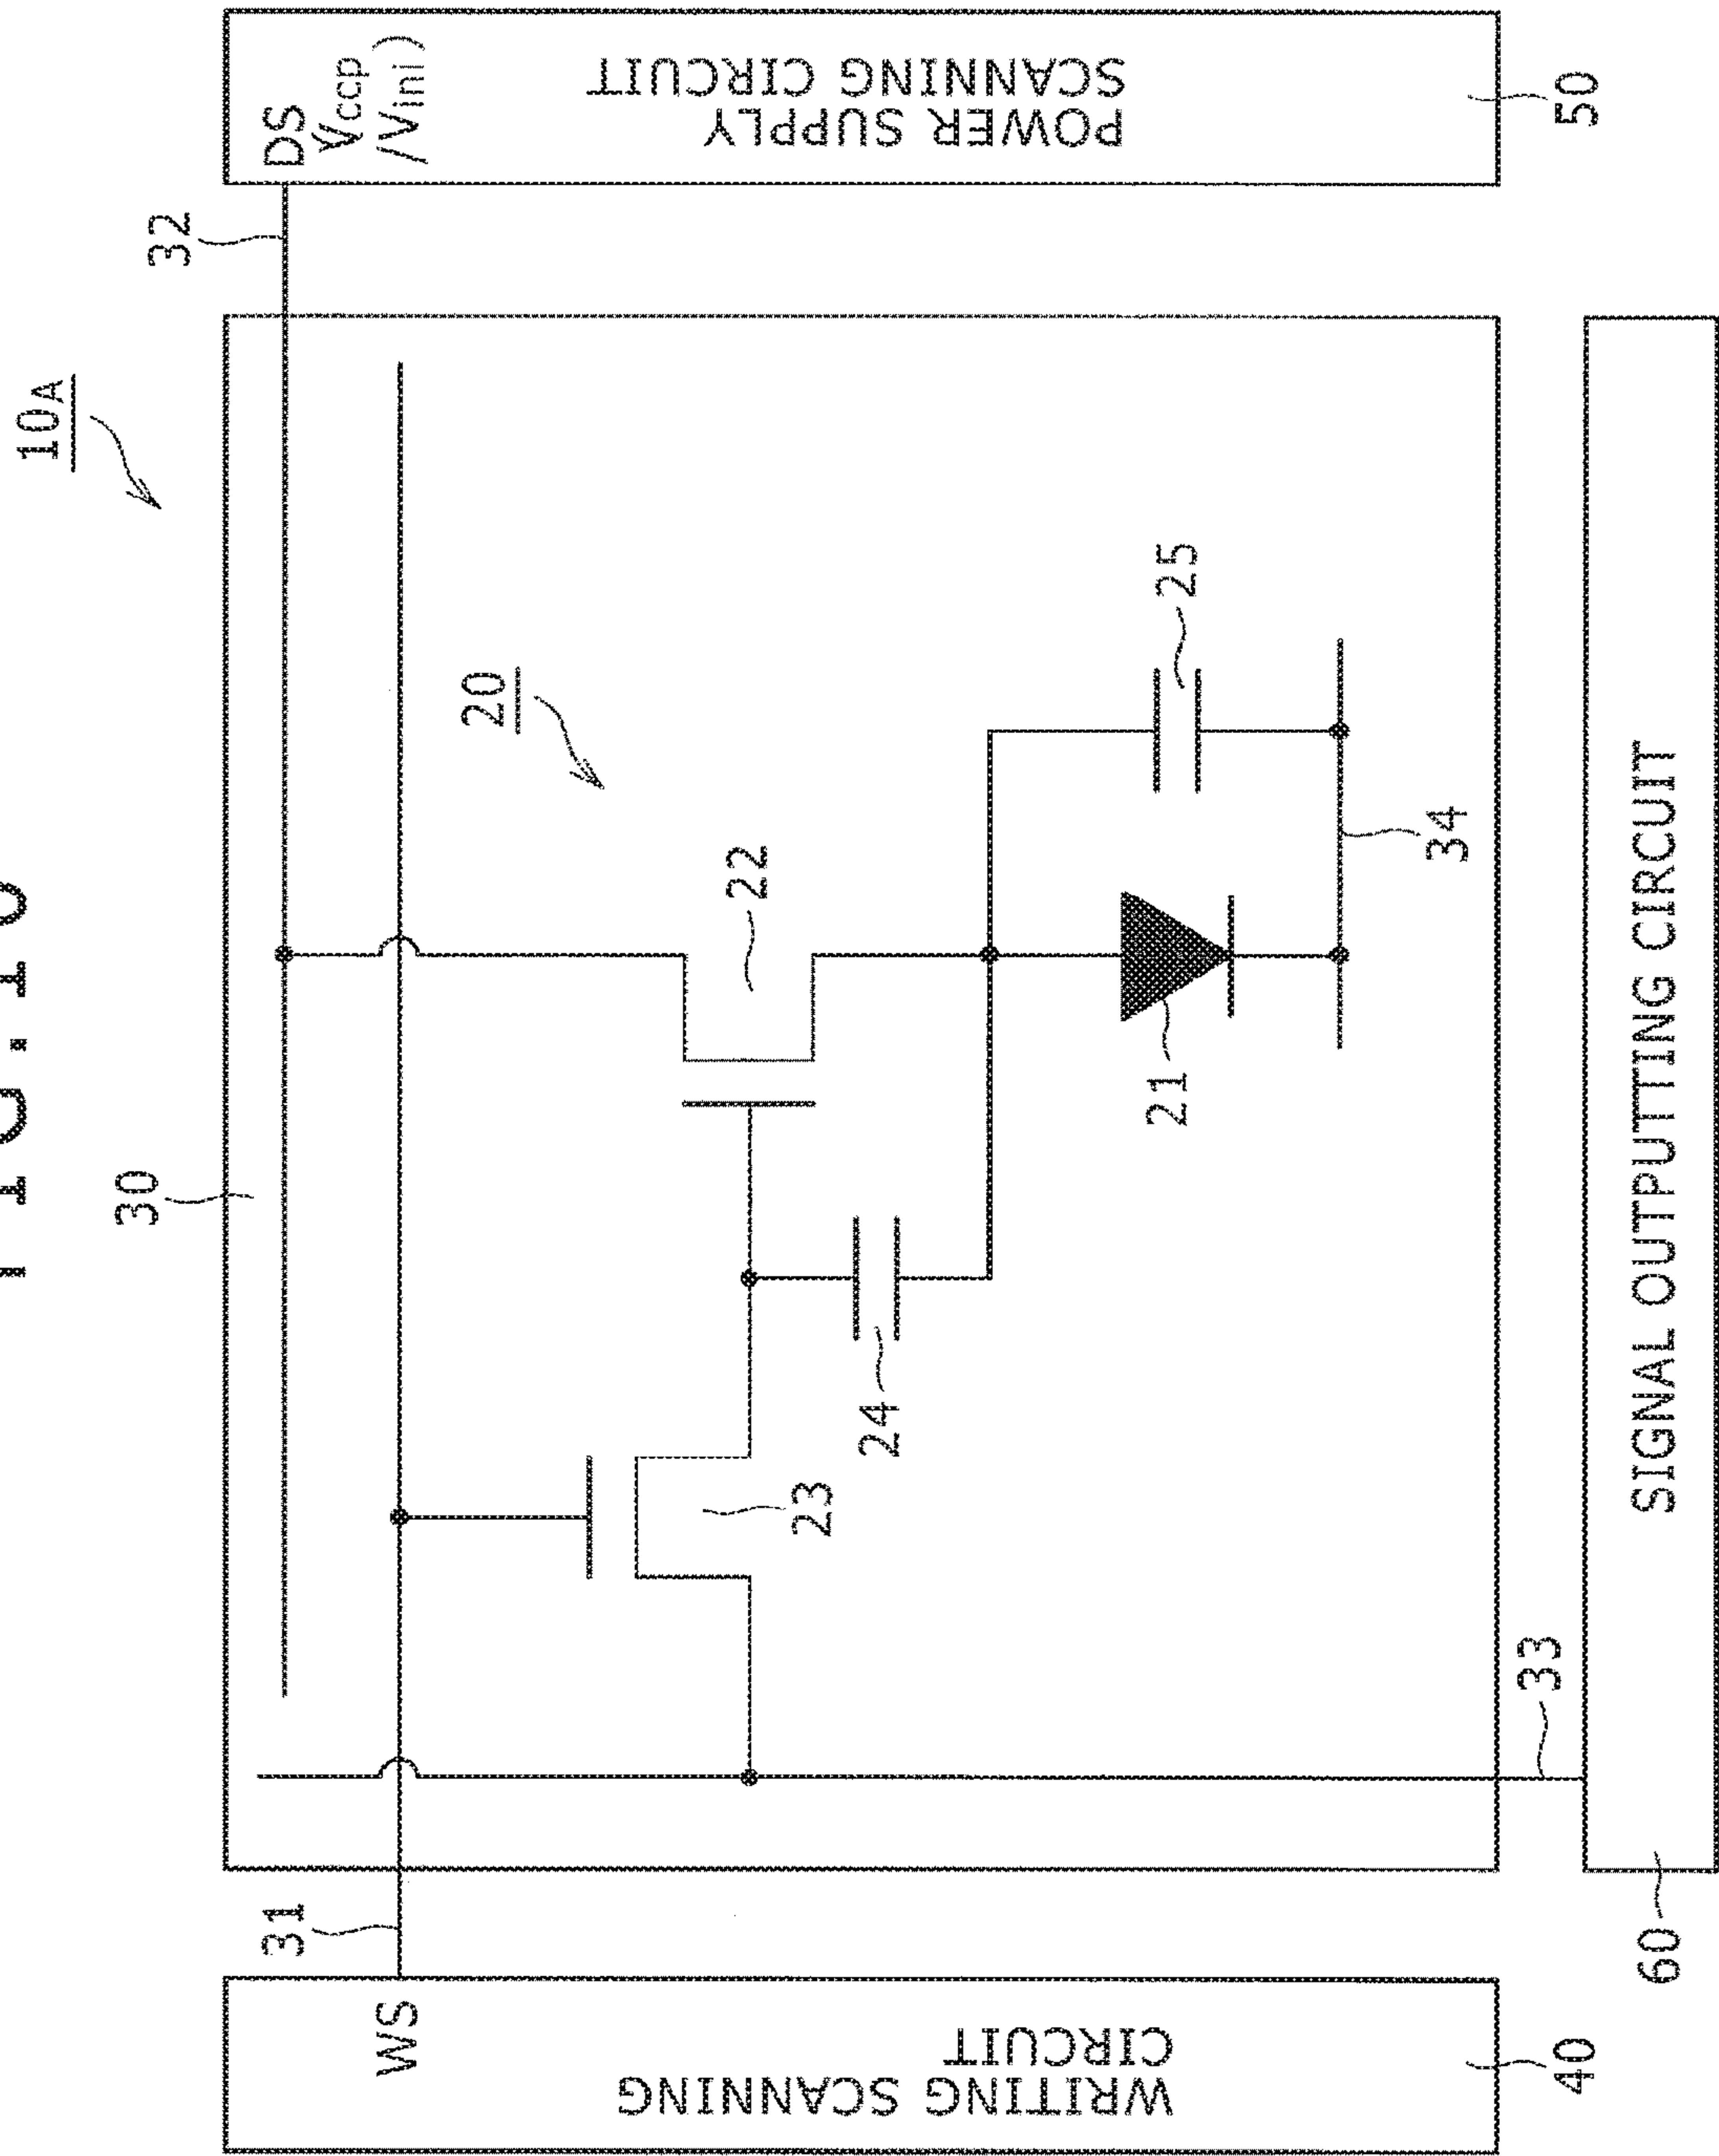 10A
30
32
31
DS
(Vccp
/Vini)
WS
20
22
23
24
25
21
34
33
WRITING SCANNING
CIRCUIT
POWER SUPPLY
SCANNING CIRCUIT
40
50
60
SIGNAL OUTPUTTING CIRCUIT